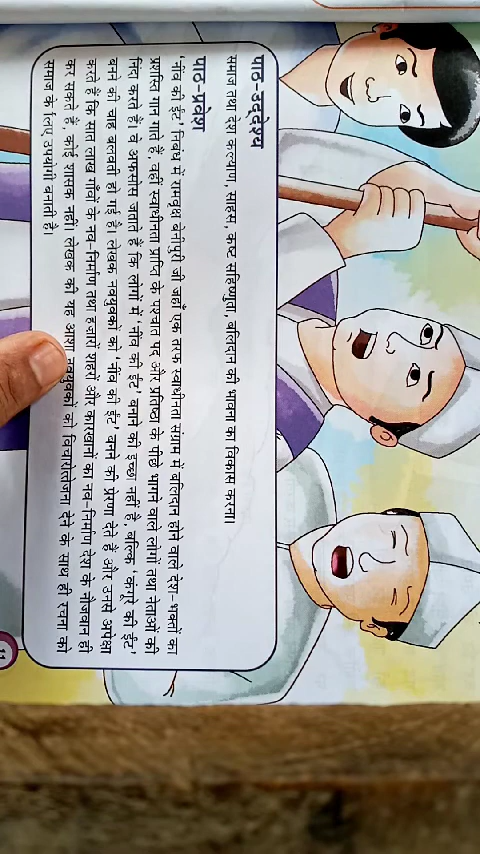 पाठ-उद्देश्य
समाज तथा देश कल्याण, साहस, कष्ट सहिष्णुता, बलिदान की भावना का विकास करना।
पाठ-प्रवेश
'नींव की ईंट' निबंध में रामवृक्ष बेनीपुरी जी जहाँ एक तरफ स्वाधीनता संग्राम में बलिदान होने वाले देश-भक्तों का
प्रशस्ति गान गाते हैं, वहीं स्वाधीनता प्राप्ति के पश्चात पद और प्रतिष्ठा के पीछे भागने वाले लोगों तथा नेताओं की
निंदा करते हैं। वे अफसोस जताते हैं कि लोगों में 'नींव की ईंट' बनाने की इच्छा नहीं है, बल्कि 'कंगूरे की ईंट'
बनने की चाह बलवती हो गई है। लेखक नवयुवकों को 'नींव की ईंट' बनने की प्रेरणा देते हैं और उनसे अपेक्षा
करते हैं कि सात लाख गाँवों के नव-निर्माण तथा हजारों शहरों और कारखानों का नव-निर्माण देश के नौजवान ही
कर सकते हैं, कोई शासक नहीं। लेखक की यह आशा नवयुवकों को विचारोत्तेजना देने के साथ ही रचना को
समाज के लिए उपयोगी बनाती है।
11